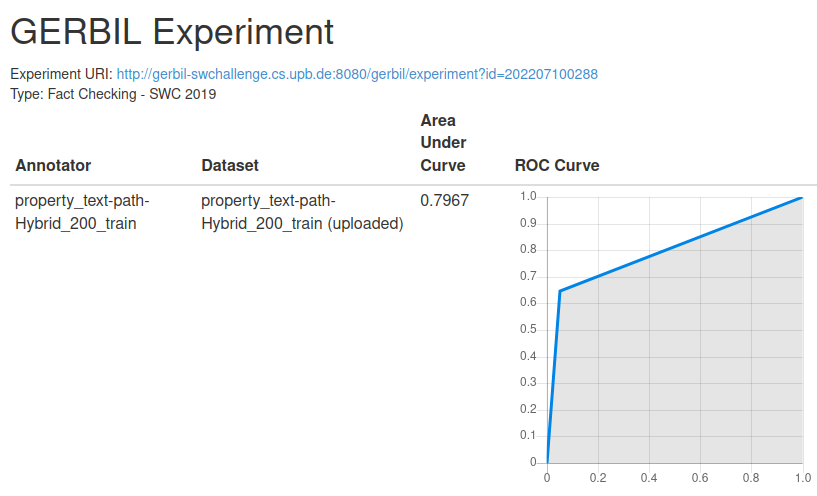 GERBIL Experiment
Experiment URI: http://gerbil-swchallenge.cs.upb.de:8080/gerbil/experiment?id=202207100288
Type: Fact Checking - SWC 2019
Area
Under
Annotator Dataset Curve ROC Curve
property_text-path- property_text-path- 0.7967
Hybrid_200_train Hybrid_200_train (uploaded)
1.0
0.9
0.8
0.7
0.6
0.5
0.4
0.3
0.2
0.1
0
0 0.2 0.4 0.6 0.8 1.0